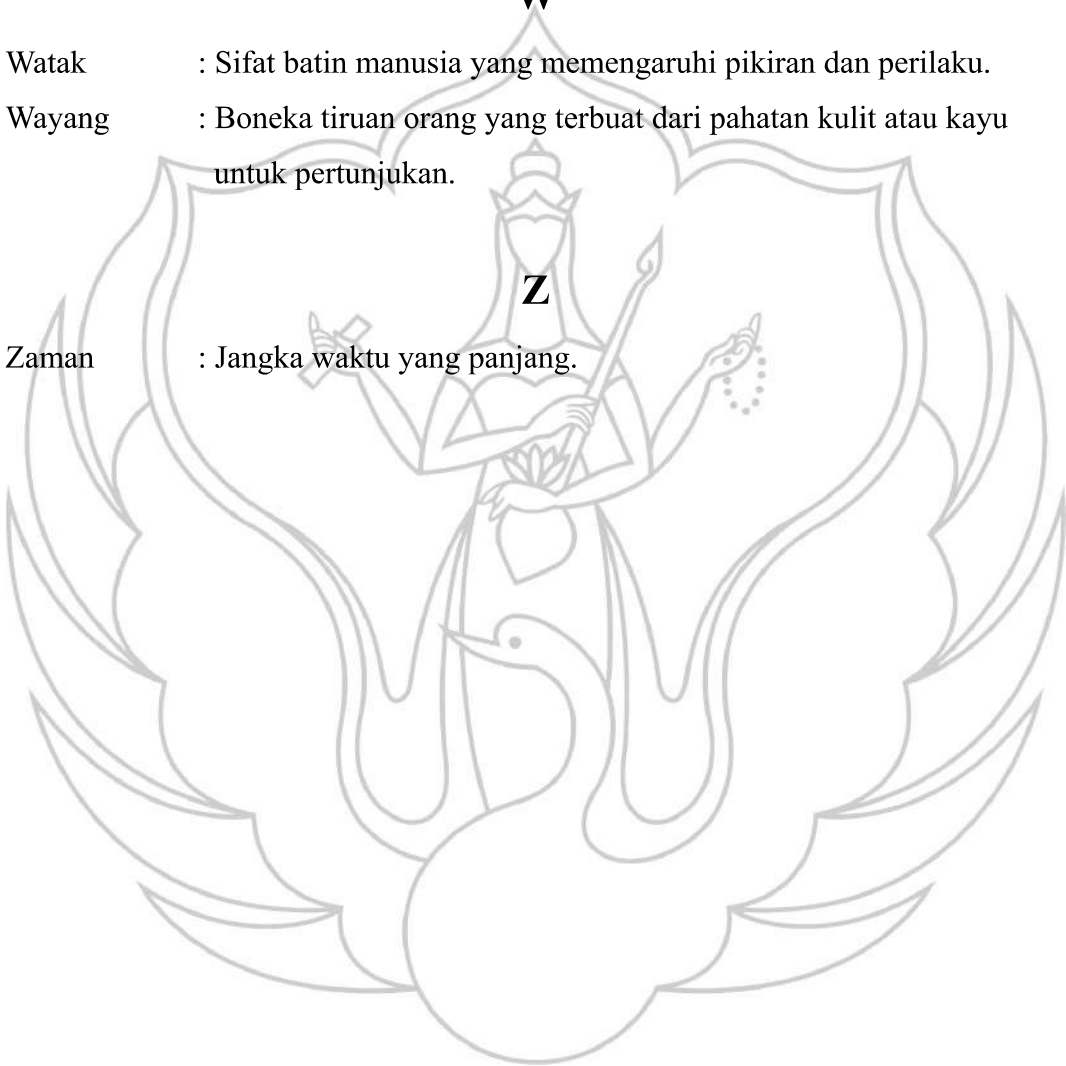 W
Watak : Sifat batin manusia yang memengaruhi pikiran dan perilaku.
Wayang : Boneka tiruan orang yang terbuat dari pahatan kulit atau kayu
untuk pertunjukan.
Z
Zaman : Jangka waktu yang panjang.